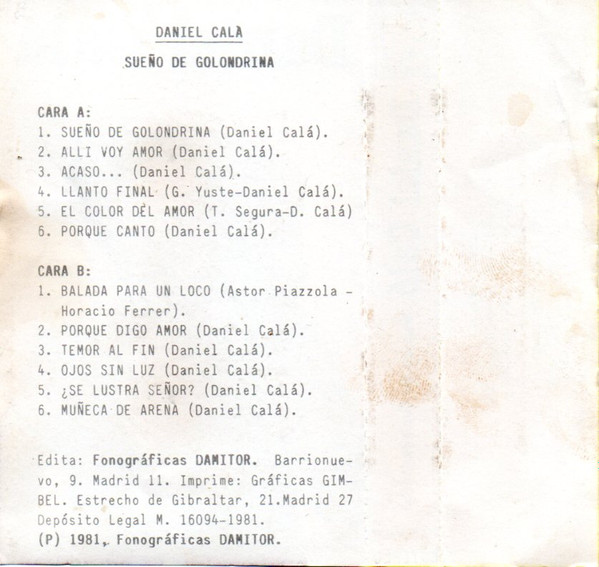 DANIEL CALÀ
SUEÑO DE GOLONDRINA
CARA A:
1. SUEÑO DE GOLONDRINA (Daniel Calá).
2. ALLI VOY AMOR (Daniel Calá).
3. ACASO... (Daniel Calá).
4. LLANTO FINAL (G. Yuste-Daniel Calá).
5. EL COLOR DEL AMOR (T. Segura-D. Calá)
6. PORQUE CANTO (Daniel Calá).
CARA B:
1. BALADA PARA UN LOCO (Astor Piazzola -
Horacio Ferrer).
2. PORQUE DIGO AMOR (Daniel Calá).
3. TEMOR AL FIN (Daniel Calá).
4. OJOS SIN LUZ (Daniel Calá).
5. ¿SE LUSTRA SEÑOR? (Daniel Calá).
6. MUÑECA DE ARENA (Daniel Calá).
Edita: Fonográficas DAMITOR. Barrionue-
vo, 9. Madrid 11. Imprime: Gráficas GIM-
BEL. Estrecho de Gibraltar, 21.Madrid 27
Depósito Legal M. 16094-1981.
(P) 1981, Fonográficas DAMITOR.